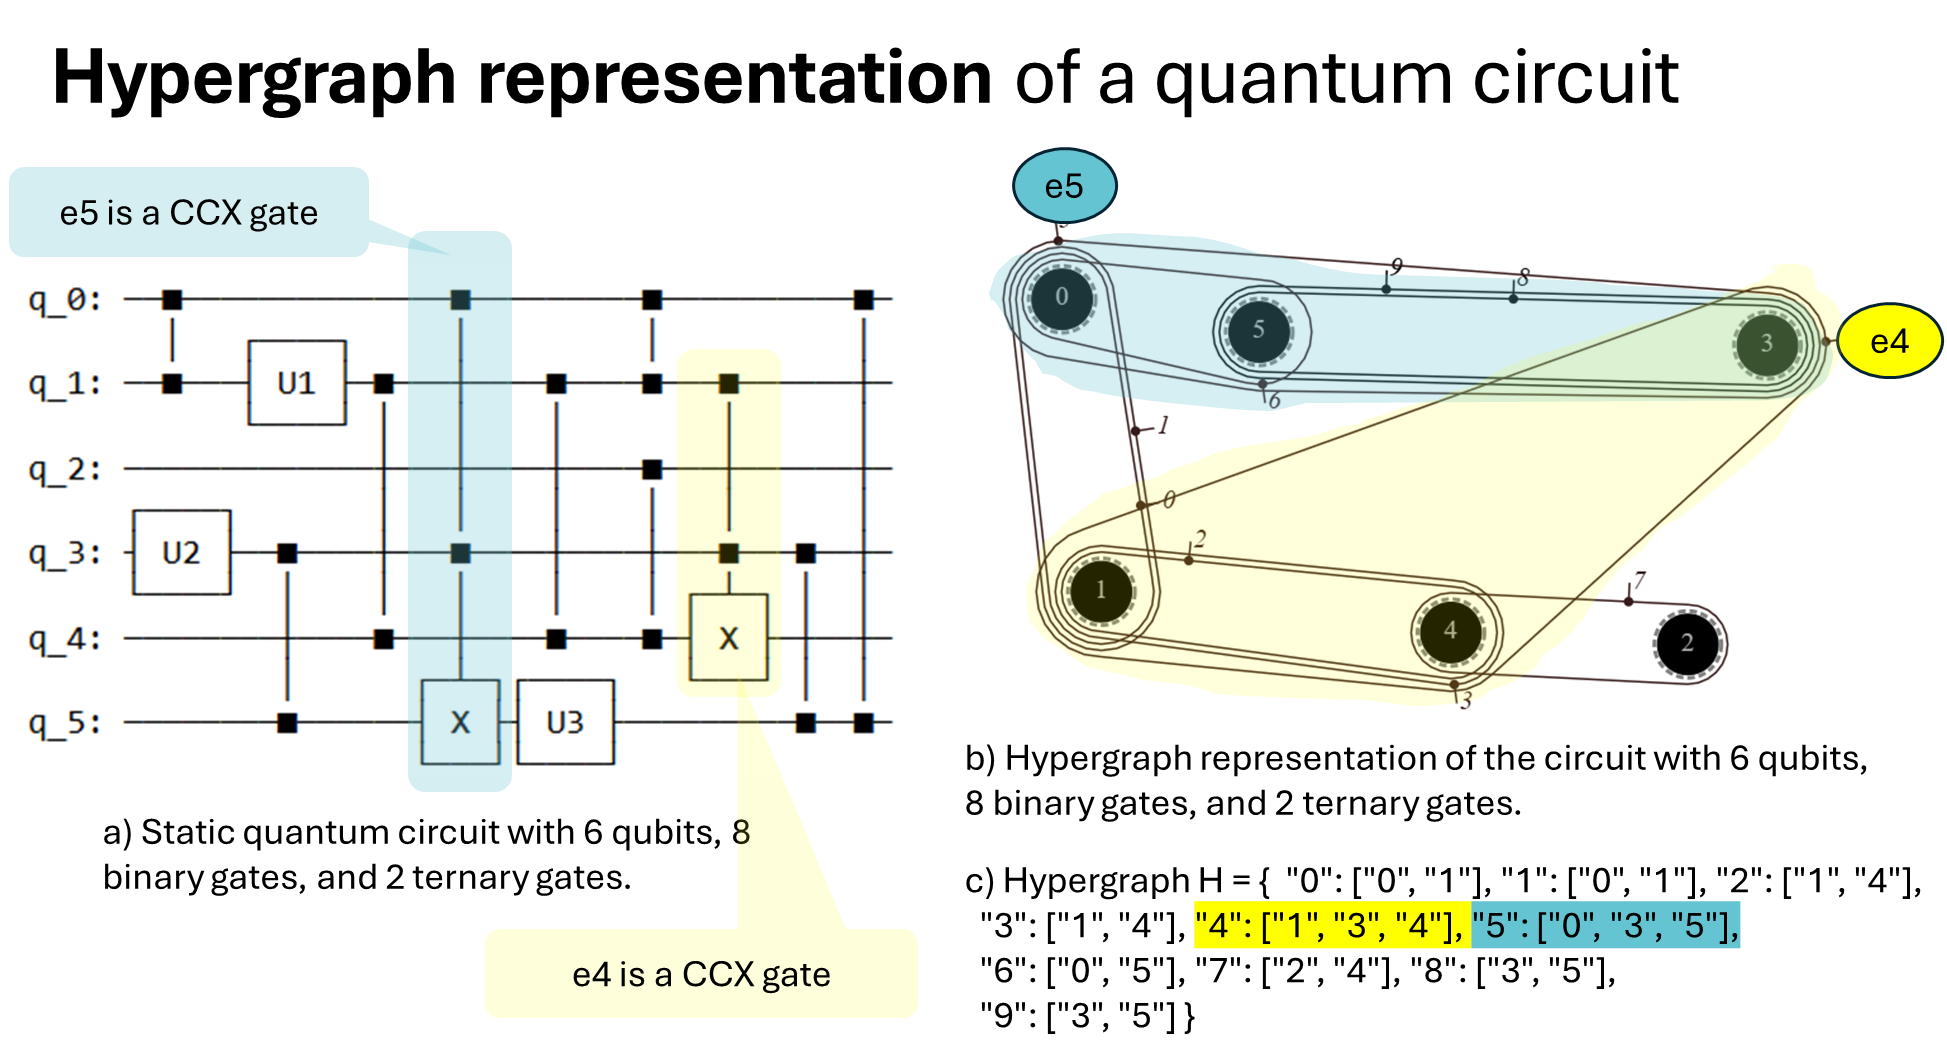 Hypergraph representation of a quantum circuit
e5 is a CCX gate
q_0:
q_1:
U1
q_2:
q_3:
U2
q_4:
X
q_5:
X
U3
a) Static quantum circuit with 6 qubits, 8
binary gates, and 2 ternary gates.
e4 is a CCX gate
e5
0
9
8
5
3
e4
6
1
0
2
1
7
4
2
3
b) Hypergraph representation of the circuit with 6 qubits,
8 binary gates, and 2 ternary gates.
c) Hypergraph H = { "0": ["0", "1"], "1": ["0", "1"], "2": ["1", "4"],
"3": ["1", "4"], "4": ["1", "3", "4"], "5": ["0", "3", "5"],
"6": ["0", "5"], "7": ["2", "4"], "8": ["3", "5"],
"9": ["3", "5"] }